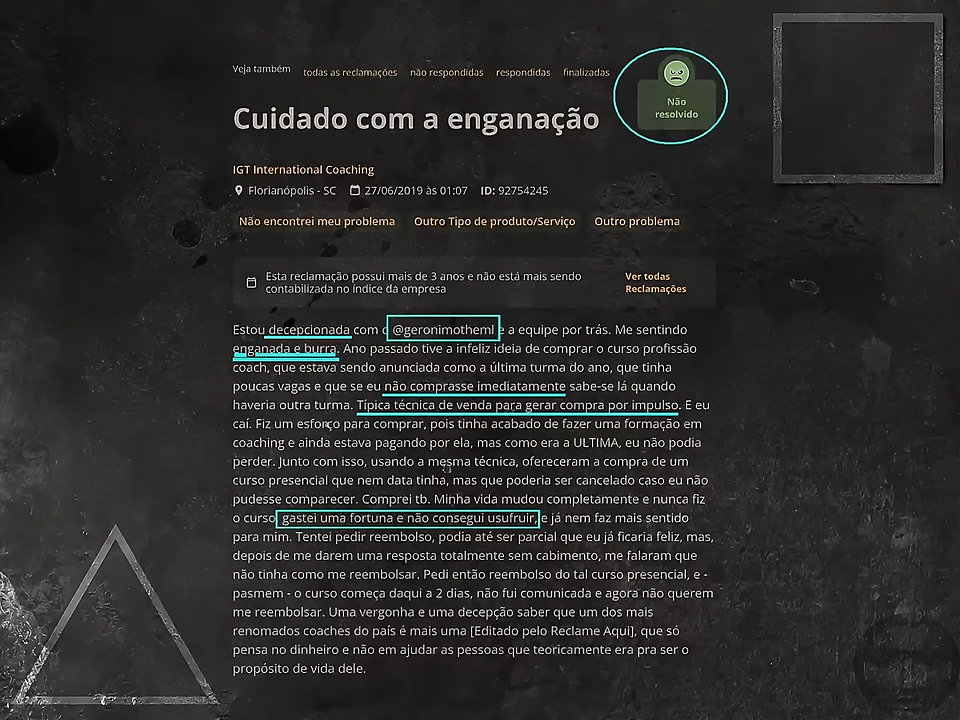 Veja também todas as reclamações não respondidas respondidas finalizadas
Não
resolvido
Cuidado com a enganação
IGT International Coaching
Florianópolis - SC 27/06/2019 às 01:07 ID: 92754245
Não encontrei meu problema Outro Tipo de produto/Serviço Outro problema
Esta reclamação possui mais de 3 anos e não está mais sendo
contabilizada no índice da empresa
Ver todas
Reclamações
Estou decepcionada com o @geronimotheml e a equipe por trás. Me sentindo
enganada e burra. Ano passado tive a infeliz ideia de comprar o curso profissão
coach, que estava sendo anunciada como a última turma do ano, que tinha
poucas vagas e que se eu não comprasse imediatamente sabe-se lá quando
haveria outra turma. Típica técnica de venda para gerar compra por impulso. E eu
caí. Fiz um esforço para comprar, pois tinha acabado de fazer uma formação em
coaching e ainda estava pagando por ela, mas como era a ULTIMA, eu não podia
perder. Junto com isso, usando a mesma técnica, ofereceram a compra de um
curso presencial que nem data tinha, mas que poderia ser cancelado caso eu não
pudesse comparecer. Comprei tb. Minha vida mudou completamente e nunca fiz
o curso, gastei uma fortuna e não consegui usufruir, e já nem faz mais sentido
para mim. Tentei pedir reembolso, podia até ser parcial que eu já ficaria feliz, mas,
depois de me darem uma resposta totalmente sem cabimento, me falaram que
não tinha como me reembolsar. Pedi então reembolso do tal curso presencial, e -
pasmem - o curso começa daqui a 2 dias, não fui comunicada e agora não querem
me reembolsar. Uma vergonha e uma decepção saber que um dos mais
renomados coaches do país é mais uma [Editado pelo Reclame Aqui], que só
pensa no dinheiro e não em ajudar as pessoas que teoricamente era pra ser o
propósito de vida dele.